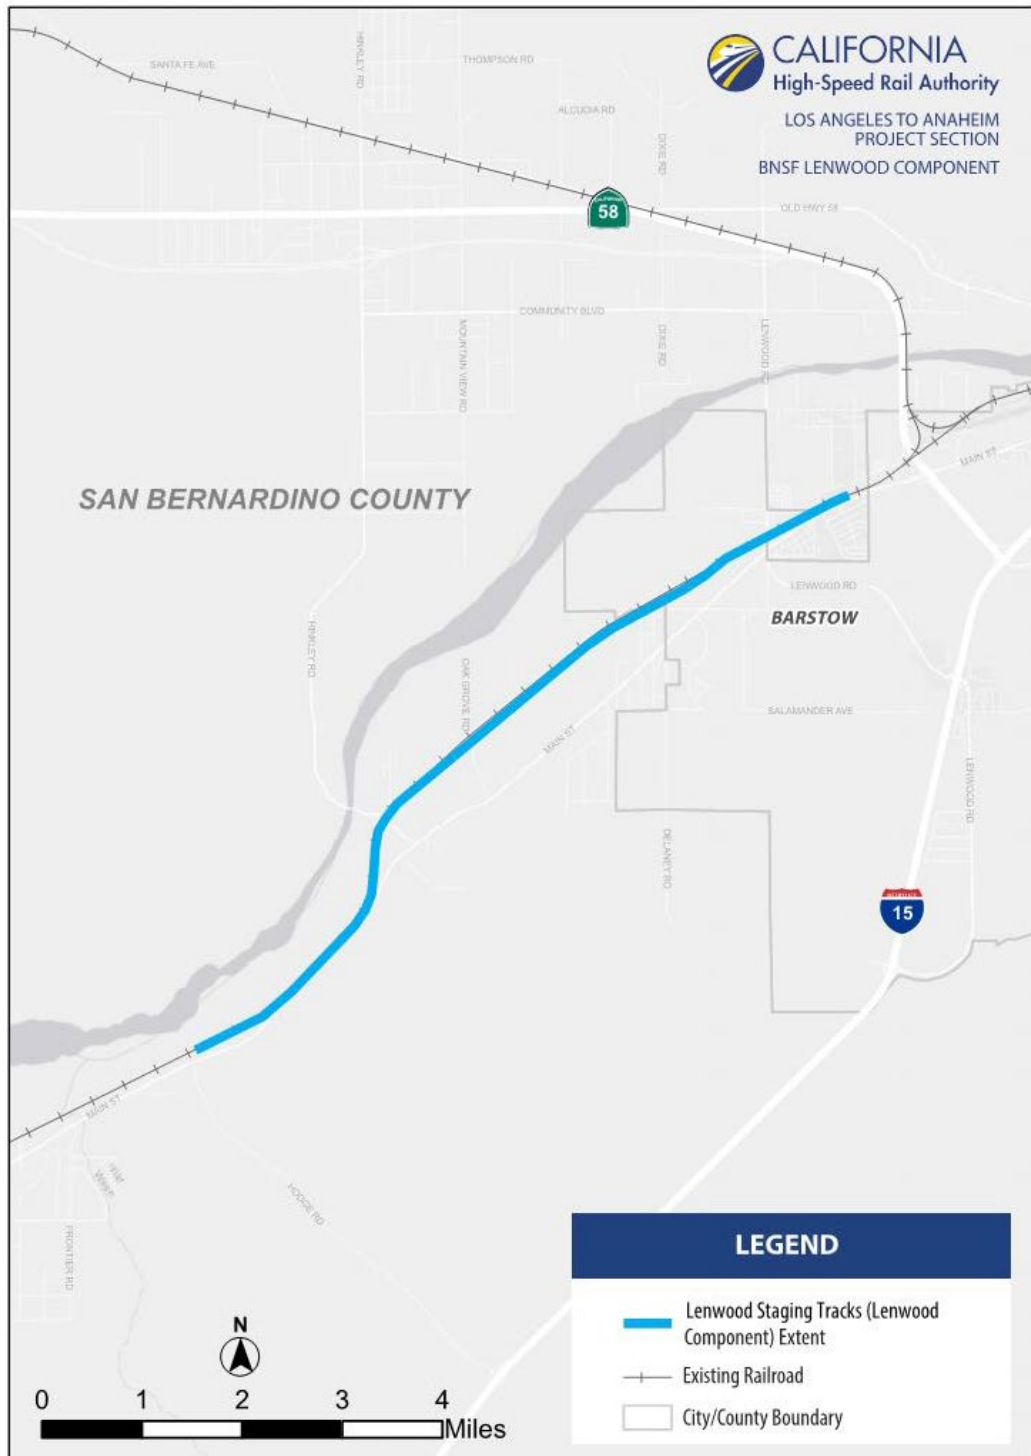 CALIFORNIA
High-Speed Rail Authority
LOS ANGELES TO ANAHEIM
PROJECT SECTION
BNSF LENWOOD COMPONENT
HINKLEY RD
SANTA FE AVE
THOMPSON RD
ALCUDIA RD
DIXIE RD
CALIFORNIA
58
OLD HWY 58
COMMUNITY BLVD
MOUNTAIN VIEW RD
DIXIE RD
LENWOOD RD
MAIN ST
SAN BERNARDINO COUNTY
LENWOOD RD
BARSTOW
HINKLEY RD
OAK GROVE RD
MAIN ST
SALAMANDER AVE
LENWOOD RD
DELANEY RD
INTERSTATE
15
MAIN ST
Wash
HODGE RD
FRONTIER RD
LEGEND
Lenwood Staging Tracks (Lenwood
Component) Extent
Existing Railroad
City/County Boundary
N
0 1 2 3 4
Miles